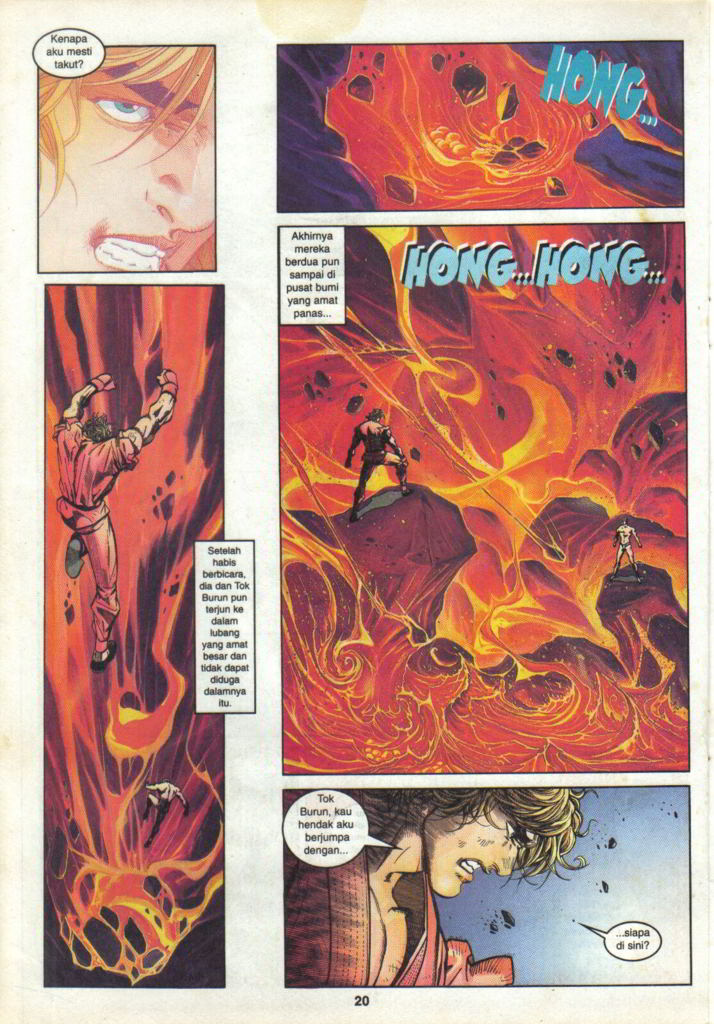 Kenapa
aku mesti
takut?
Setelah
habis
berbicara,
dia dan Tok
Burun pun
terjun ke
dalam
lubang
yang amat
besar dan
tidak dapat
diduga
dalamnya
itu.
HONG...
Akhirnya
mereka
berdua pun
sampai di
pusat bumi
yang amat
panas...
HONG...HONG...
Tok
Burun, kau
hendak aku
berjumpa
dengan...
...siapa
di sini?
20